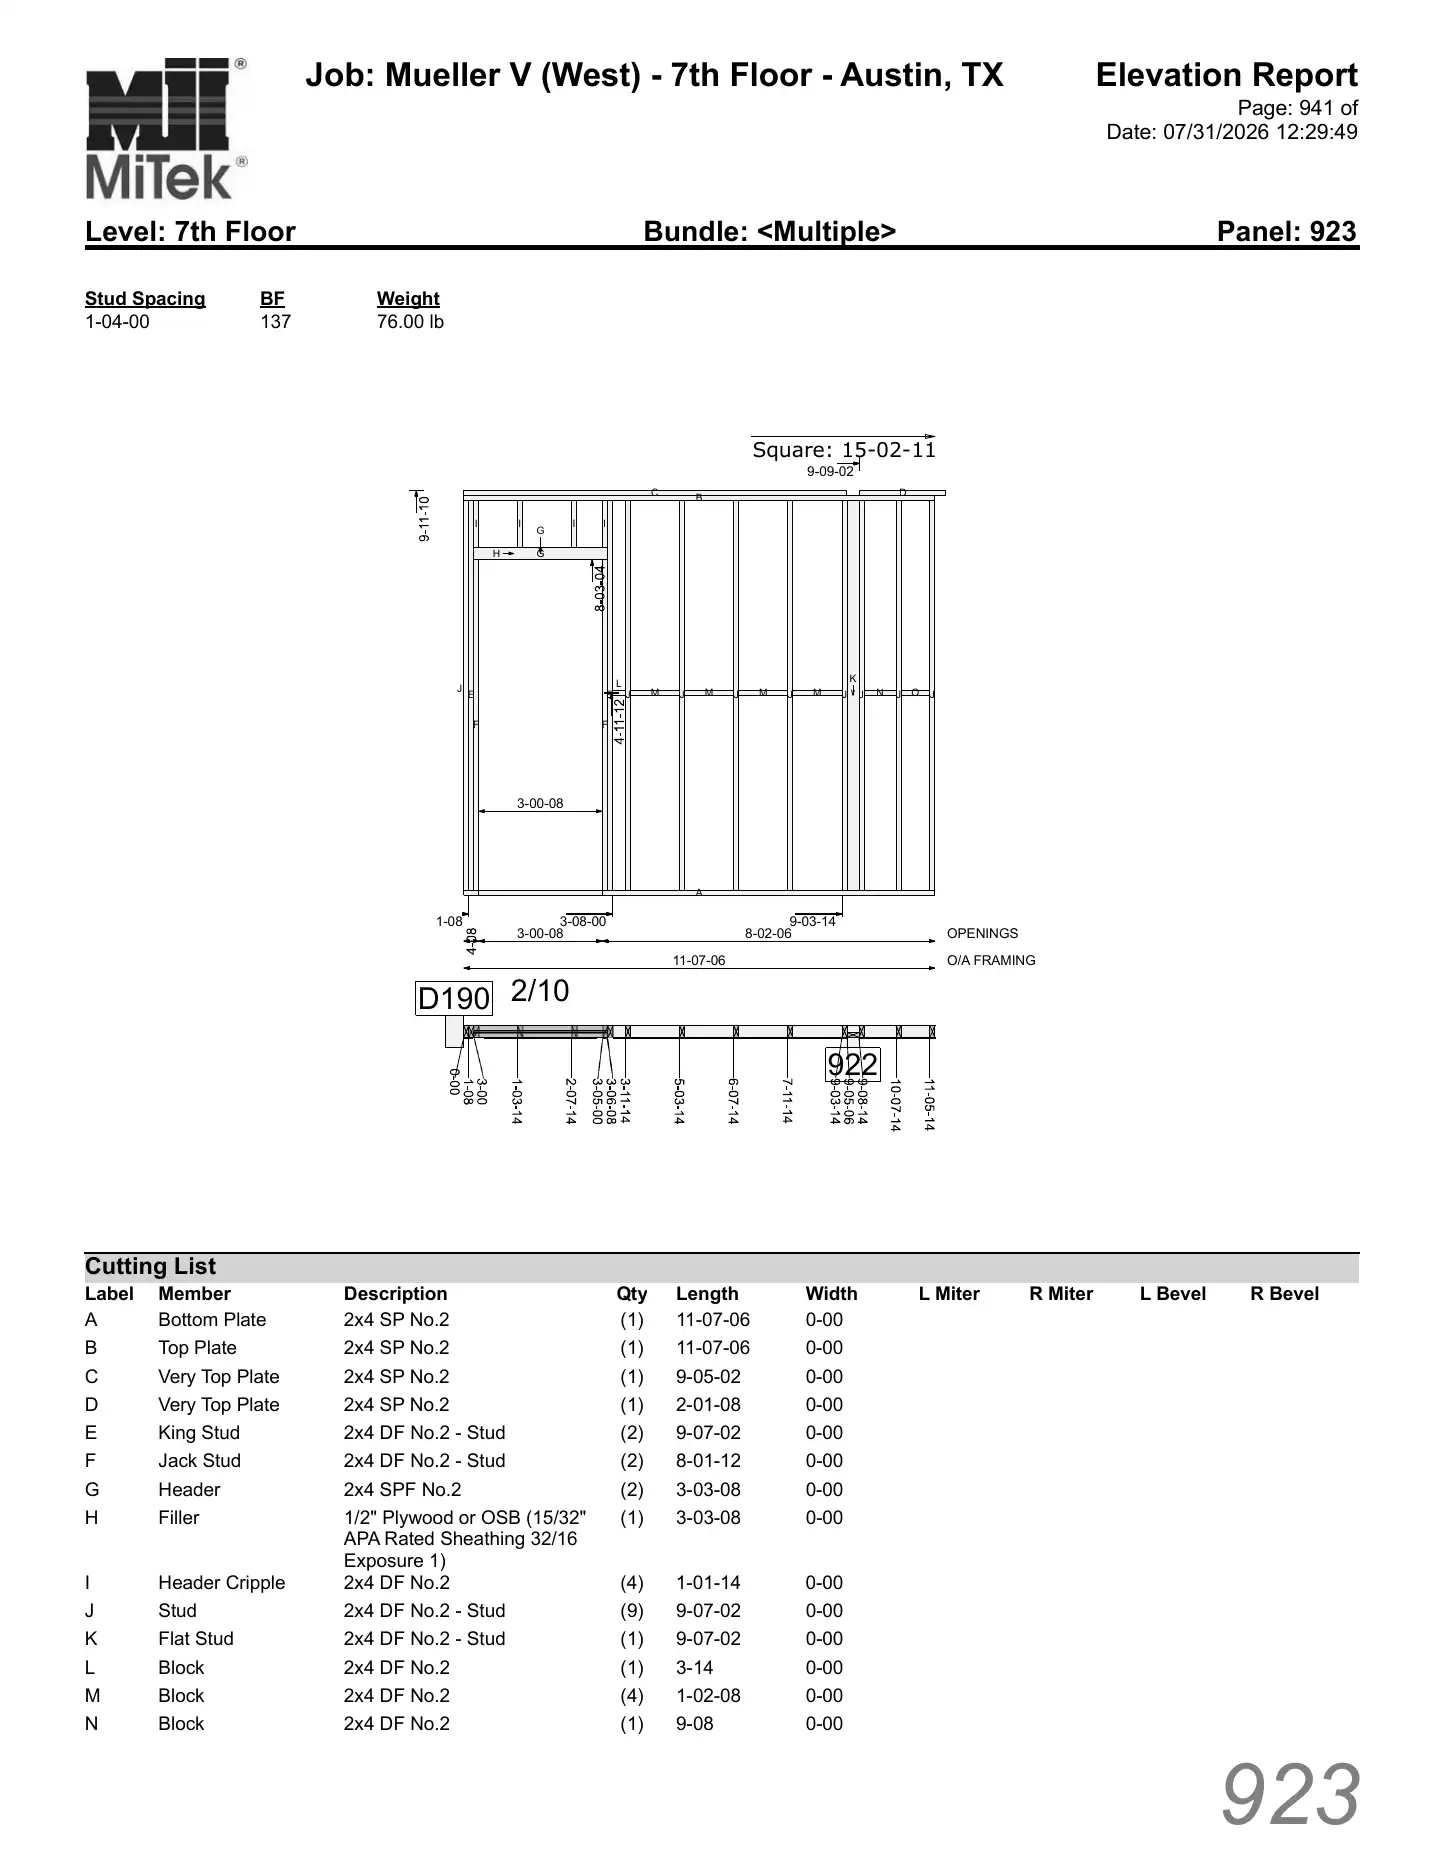 Job: Mueller V (West) - 7th Floor - Austin, TX
Elevation Report
Page: 941 of
Date: 07/31/2026 12:29:49
MiTek®
Level: 7th Floor Bundle: <Multiple> Panel: 923
Stud Spacing BF Weight
1-04-00 137 76.00 lb
Square: 15-02-11
9-09-02
C B D
9-11-10
I I I I
G
H G
8-03-04
L K
J E J J M J M J M J M J J N J O J
F F
4-11-12
3-00-08
A
1-08 3-08-00 9-03-14
4-08 3-00-08 8-02-06 OPENINGS
11-07-06 O/A FRAMING
D190 2/10
922
0-00 1-08 3-00 1-03-14 2-07-14 3-05-00 3-06-08 3-11-14 5-03-14 6-07-14 7-11-14 9-03-14 9-05-06 9-08-14 10-07-14 11-05-14
Cutting List
Label Member Description Qty Length Width L Miter R Miter L Bevel R Bevel
A Bottom Plate 2x4 SP No.2 (1) 11-07-06 0-00
B Top Plate 2x4 SP No.2 (1) 11-07-06 0-00
C Very Top Plate 2x4 SP No.2 (1) 9-05-02 0-00
D Very Top Plate 2x4 SP No.2 (1) 2-01-08 0-00
E King Stud 2x4 DF No.2 - Stud (2) 9-07-02 0-00
F Jack Stud 2x4 DF No.2 - Stud (2) 8-01-12 0-00
G Header 2x4 SPF No.2 (2) 3-03-08 0-00
H Filler 1/2" Plywood or OSB (15/32" (1) 3-03-08 0-00
APA Rated Sheathing 32/16
Exposure 1)
I Header Cripple 2x4 DF No.2 (4) 1-01-14 0-00
J Stud 2x4 DF No.2 - Stud (9) 9-07-02 0-00
K Flat Stud 2x4 DF No.2 - Stud (1) 9-07-02 0-00
L Block 2x4 DF No.2 (1) 3-14 0-00
M Block 2x4 DF No.2 (4) 1-02-08 0-00
N Block 2x4 DF No.2 (1) 9-08 0-00
923